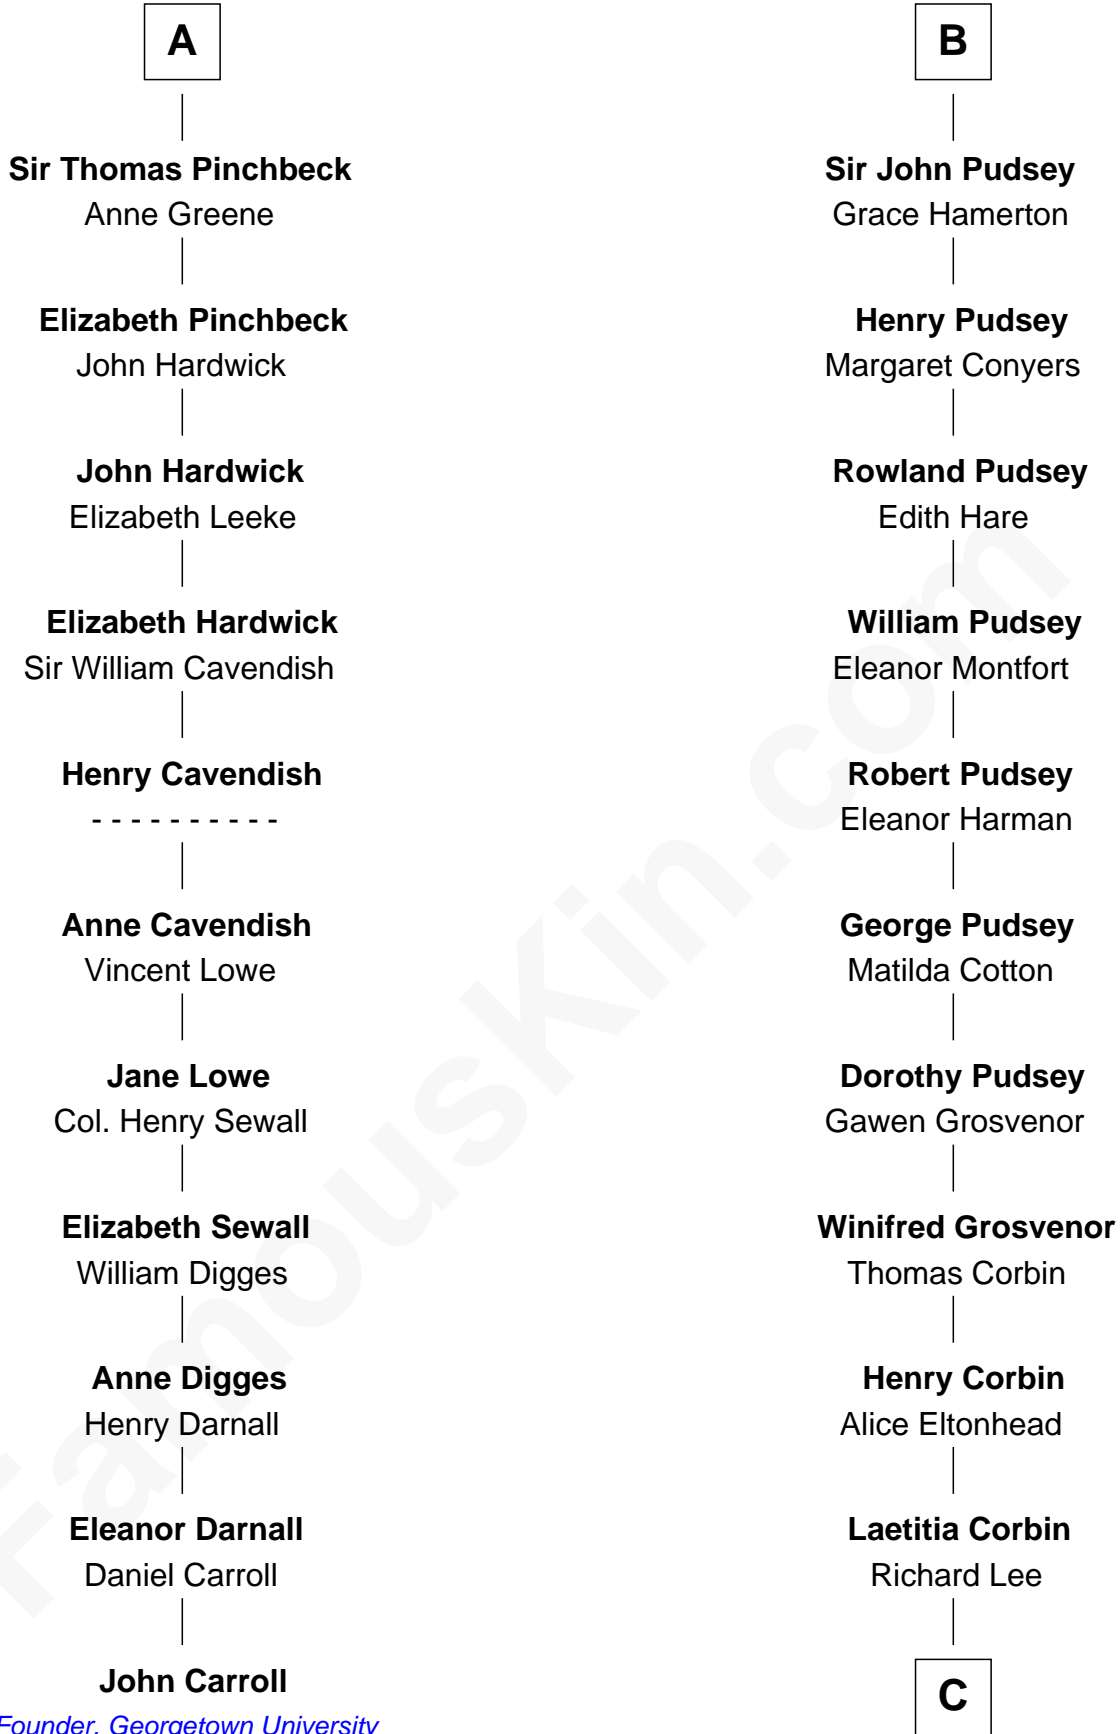 A
Sir Thomas Pinchbeck
Anne Greene
Elizabeth Pinchbeck
John Hardwick
John Hardwick
Elizabeth Leeke
Elizabeth Hardwick
Sir William Cavendish
Henry Cavendish
- - - - - - - - - -
Anne Cavendish
Vincent Lowe
Jane Lowe
Col. Henry Sewall
Elizabeth Sewall
William Digges
Anne Digges
Henry Darnall
Eleanor Darnall
Daniel Carroll
John Carroll
Founder, Georgetown University
B
Sir John Pudsey
Grace Hamerton
Henry Pudsey
Margaret Conyers
Rowland Pudsey
Edith Hare
William Pudsey
Eleanor Montfort
Robert Pudsey
Eleanor Harman
George Pudsey
Matilda Cotton
Dorothy Pudsey
Gawen Grosvenor
Winifred Grosvenor
Thomas Corbin
Henry Corbin
Alice Eltonhead
Laetitia Corbin
Richard Lee
C
FamousKin.com